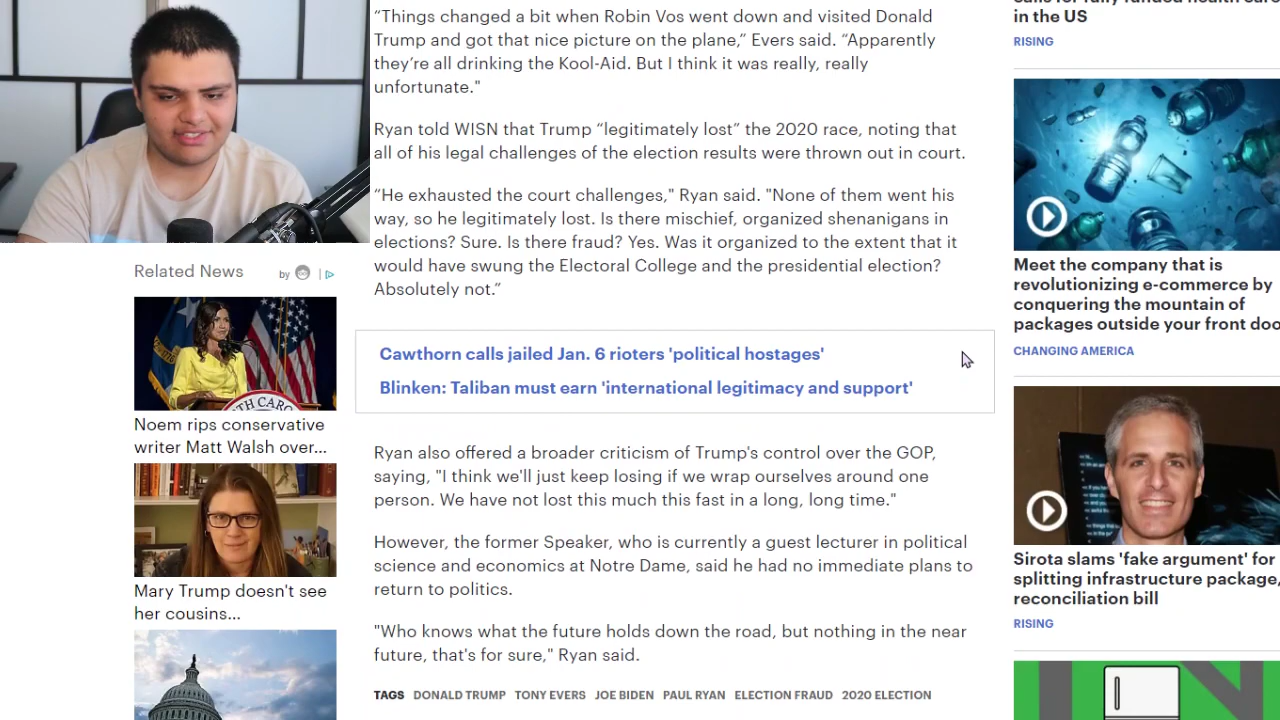 "Things changed a bit when Robin Vos went down and visited Donald
Trump and got that nice picture on the plane," Evers said. "Apparently
they're all drinking the Kool-Aid. But I think it was really, really
unfortunate."
Ryan told WISN that Trump "legitimately lost" the 2020 race, noting that
all of his legal challenges of the election results were thrown out in court.
"He exhausted the court challenges," Ryan said. "None of them went his
way, so he legitimately lost. Is there mischief, organized shenanigans in
elections? Sure. Is there fraud? Yes. Was it organized to the extent that it
would have swung the Electoral College and the presidential election?
Absolutely not."
Cawthorn calls jailed Jan. 6 rioters 'political hostages'
Blinken: Taliban must earn 'international legitimacy and support'
Ryan also offered a broader criticism of Trump's control over the GOP,
saying, "I think we'll just keep losing if we wrap ourselves around one
person. We have not lost this much this fast in a long, long time."
However, the former Speaker, who is currently a guest lecturer in political
science and economics at Notre Dame, said he had no immediate plans to
return to politics.
"Who knows what the future holds down the road, but nothing in the near
future, that's for sure," Ryan said.
TAGS DONALD TRUMP TONY EVERS JOE BIDEN PAUL RYAN ELECTION FRAUD 2020 ELECTION
Related News by
TH CARO
Noem rips conservative
writer Matt Walsh over...
Mary Trump doesn't see
her cousins...
in the US
RISING
Meet the company that is
revolutionizing e-commerce by
conquering the mountain of
packages outside your front doo
CHANGING AMERICA
Sirota slams 'fake argument' for
splitting infrastructure package,
reconciliation bill
RISING